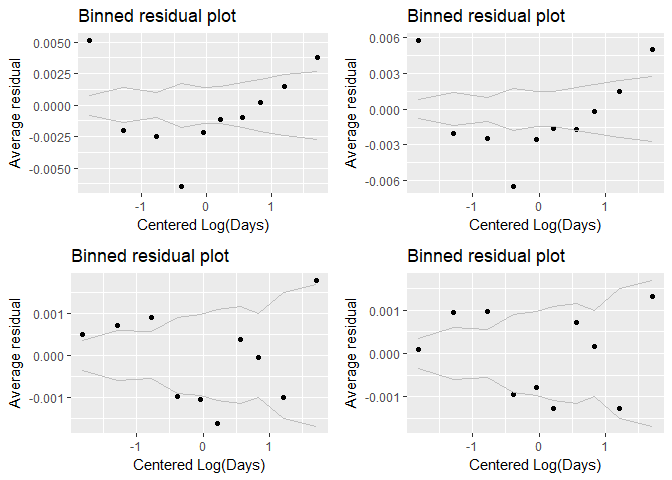 Binned residual plot
Binned residual plot
0.0050
0.0025
0.0000
-0.0025
-0.0050
Average residual
-1
0
1
Centered Log(Days)
0.006
0.003
0.000
-0.003
-0.006
Average residual
-1
0
1
Centered Log(Days)
Binned residual plot
Binned residual plot
0.001
0.000
-0.001
Average residual
-1
0
1
Centered Log(Days)
0.001
0.000
-0.001
Average residual
-1
0
1
Centered Log(Days)